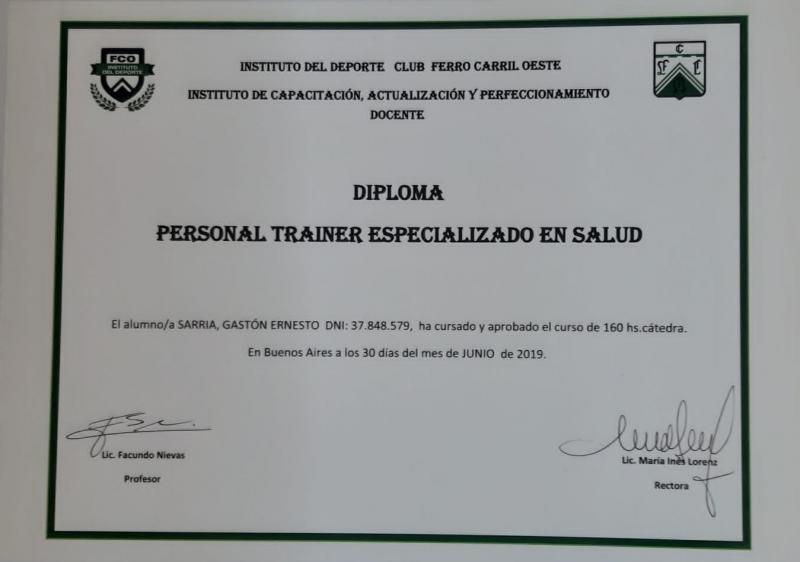 FCO
INSTITUTO
DEL DEPORTE
INSTITUTO DEL DEPORTE CLUB FERRO CARRIL OESTE
INSTITUTO DE CAPACITACIÓN, ACTUALIZACIÓN Y PERFECCIONAMIENTO
DOCENTE
DIPLOMA
PERSONAL TRAINER ESPECIALIZADO EN SALUD
El alumno/a SARRIA, GASTÓN ERNESTO DNI: 37.848.579, ha cursado y aprobado el curso de 160 hs.cátedra.
En Buenos Aires a los 30 días del mes de JUNIO de 2019.
Lic. Facundo Nievas
Profesor
Lic. María Inés Lorenz
Rectora